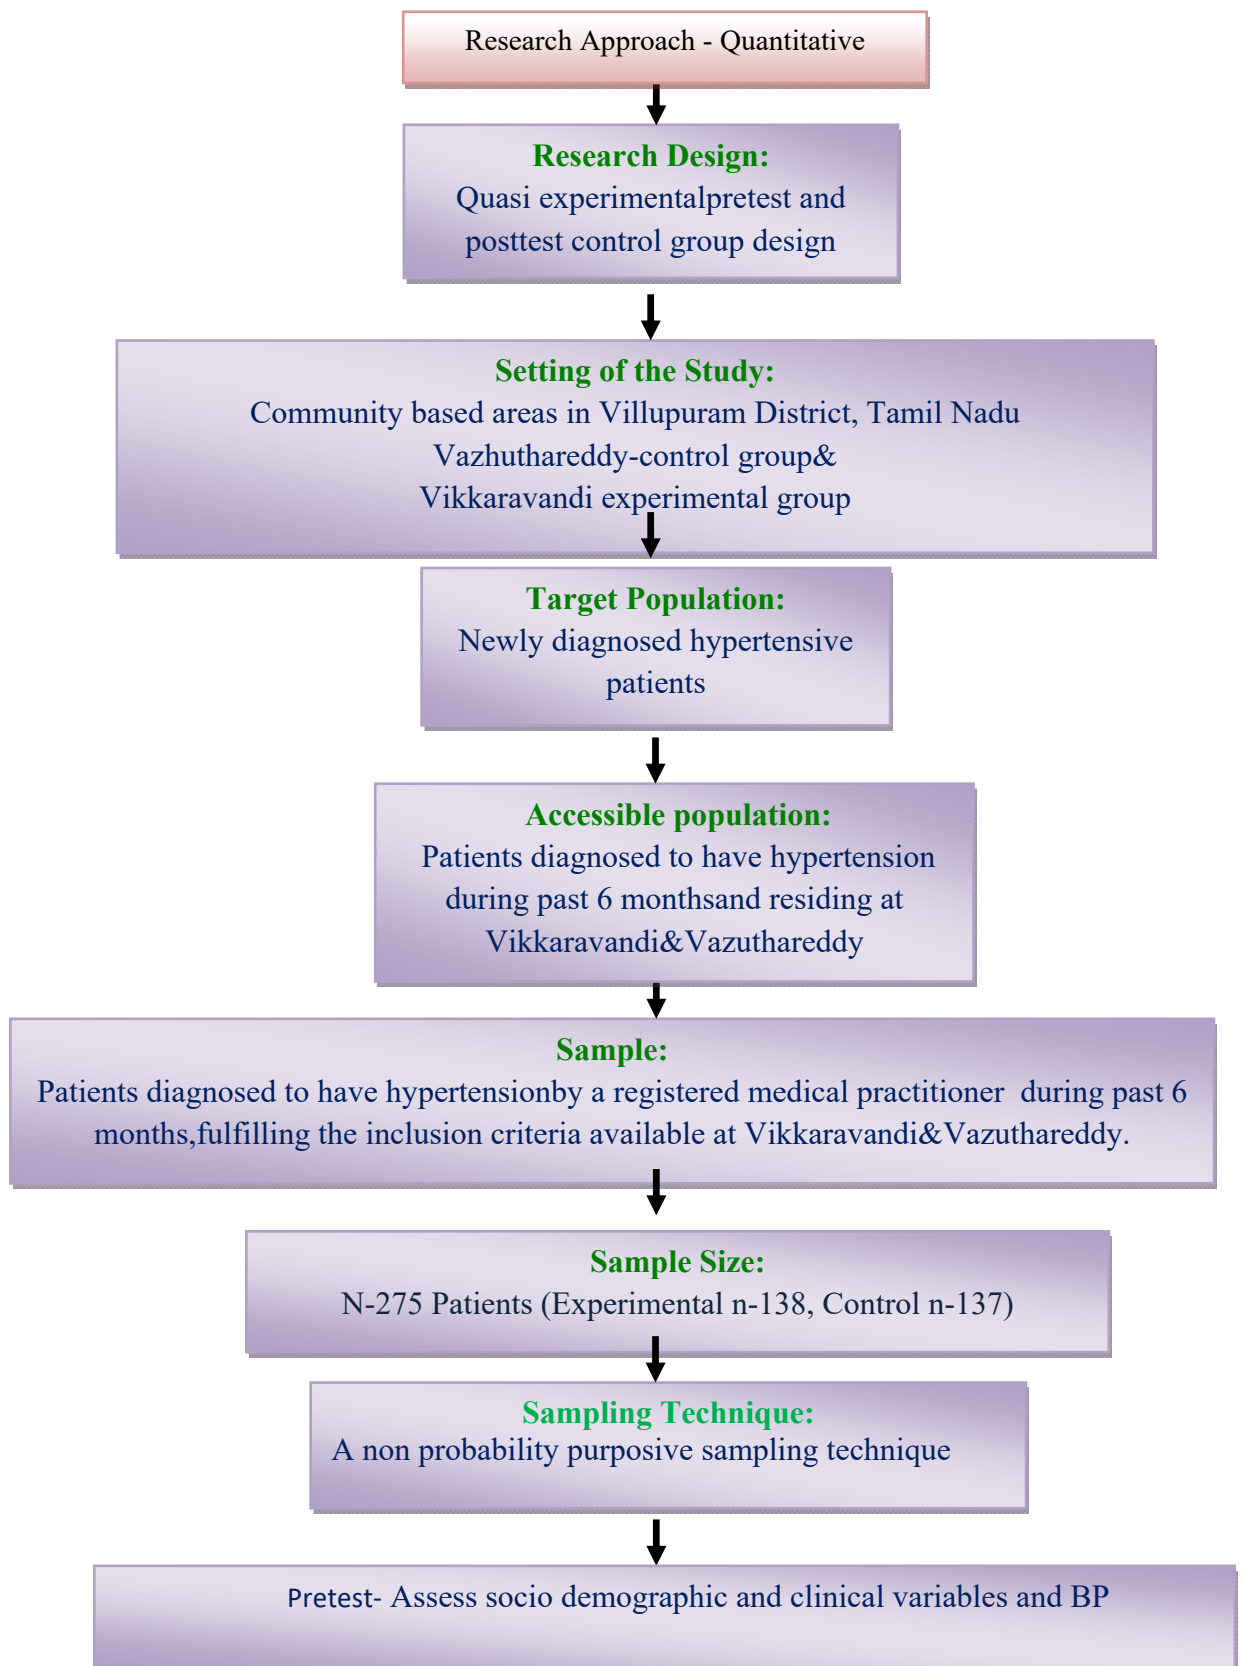 Research Approach - Quantitative
Research Design:
Quasi experimentalpretest and
posttest control group design
Setting of the Study:
Community based areas in Villupuram District, Tamil Nadu
Vazhuthareddy-control group&
Vikkaravandi experimental group
Target Population:
Newly diagnosed hypertensive
patients
Accessible population:
Patients diagnosed to have hypertension
during past 6 monthsand residing at
Vikkaravandi&Vazuthareddy
Sample:
Patients diagnosed to have hypertensionby a registered medical practitioner  during past 6
months,fulfilling the inclusion criteria available at Vikkaravandi&Vazuthareddy.
Sample Size:
N-275 Patients (Experimental n-138, Control n-137)
Sampling Technique:
A non probability purposive sampling technique
Pretest- Assess socio demographic and clinical variables and BP